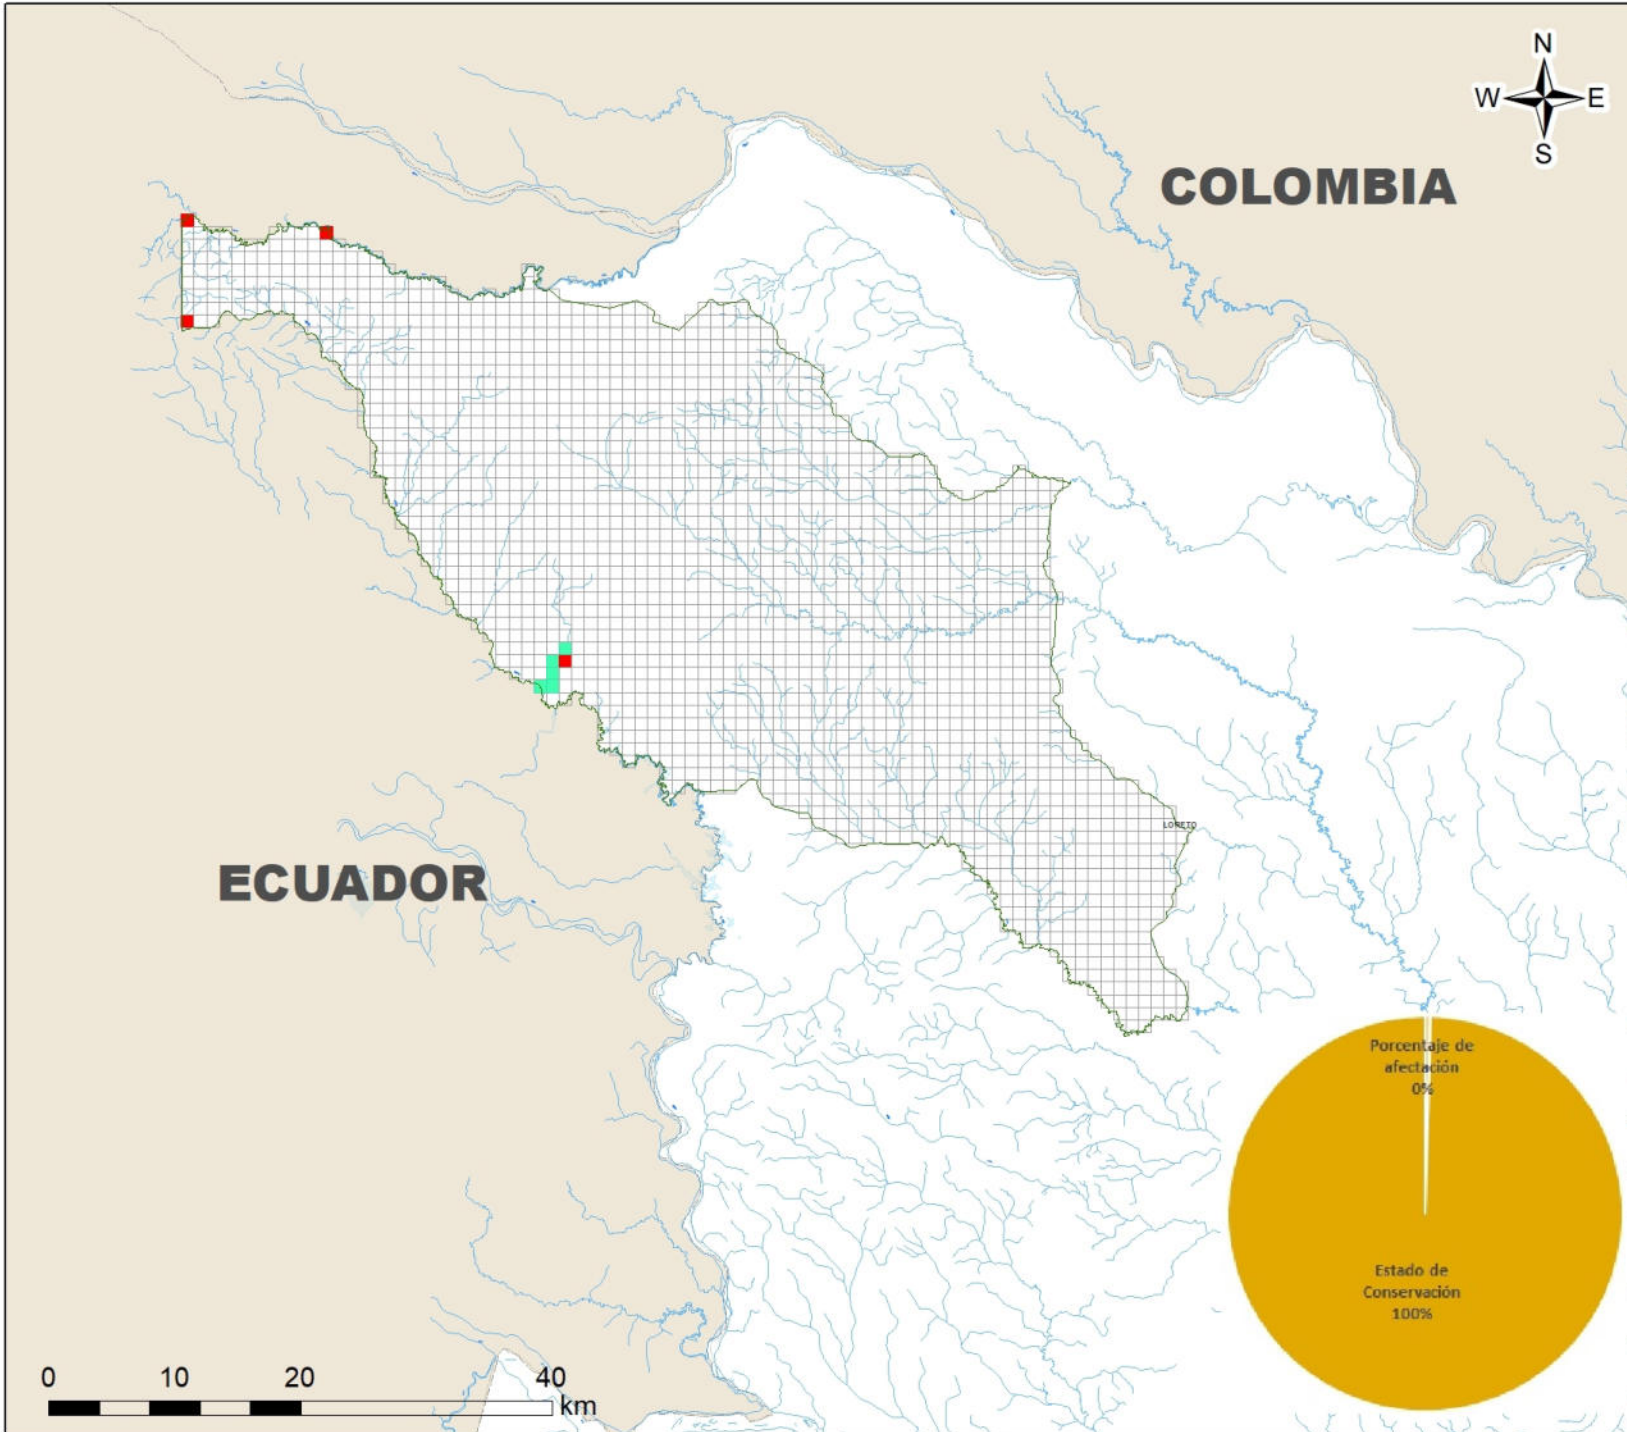 N
W E
S
COLOMBIA
LORETO
ECUADOR
Porcentaje de
afectación
0%
Estado de
Conservación
100%
0 10 20 40
km